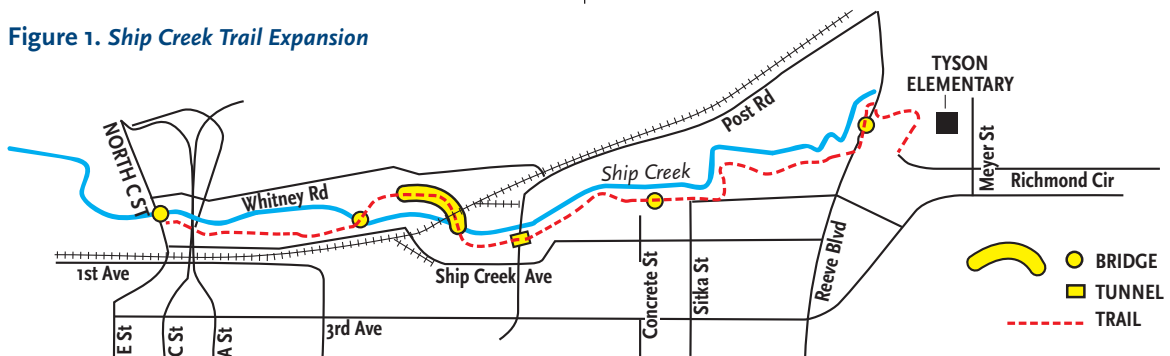 Figure 1. Ship Creek Trail Expansion
TYSON
ELEMENTARY
NORTH C ST
Post Rd
Meyer St
Whitney Rd
Ship Creek
Richmond Cir
1st Ave
Ship Creek Ave
Concrete St
Sitka St
Reeve Blvd
BRIDGE
TUNNEL
TRAIL
3rd Ave
E St
C St
A St